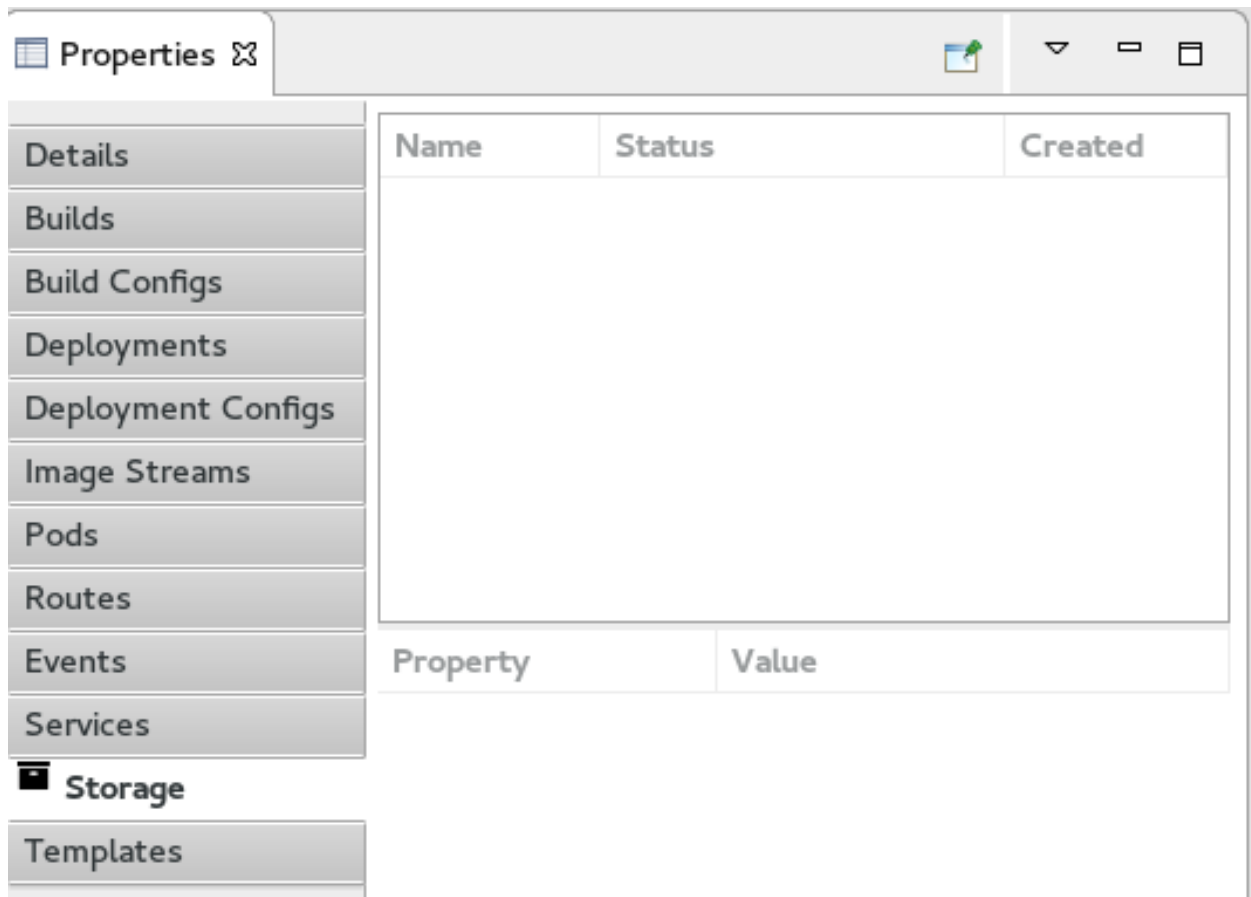 Properties
Details
Builds
Build Configs
Deployments
Deployment Configs
Image Streams
Pods
Routes
Events
Services
Storage
Templates
Name Status Created
Property Value